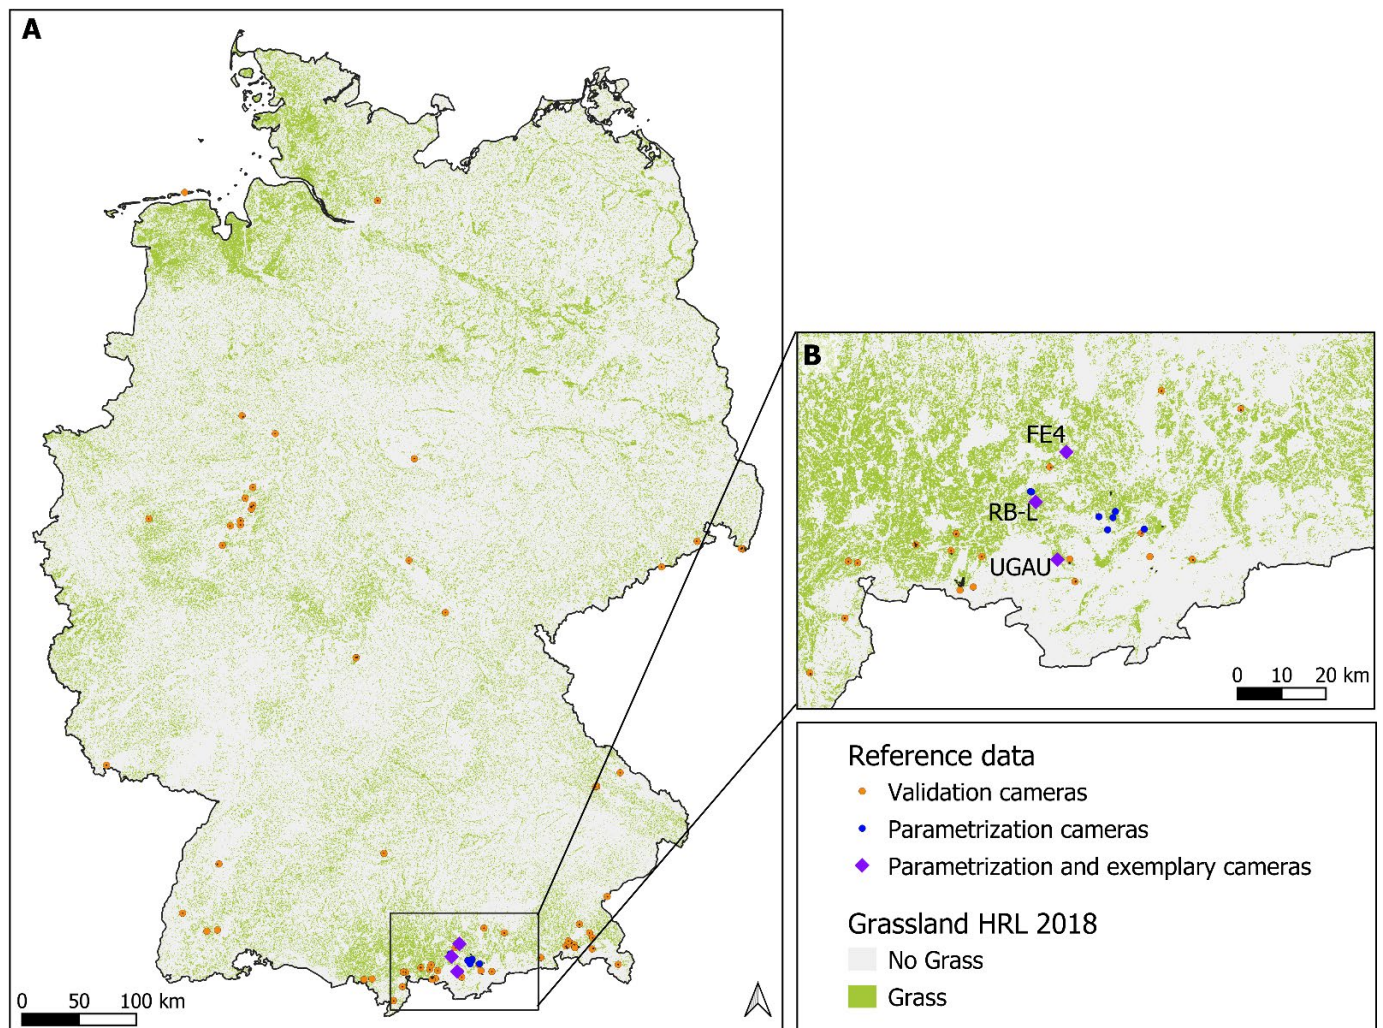 A
B
FE4
RB-L
UGAU
0 10 20 km
Reference data
Validation cameras
Parametrization cameras
Parametrization and exemplary cameras
Grassland HRL 2018
No Grass
Grass
0 50 100 km